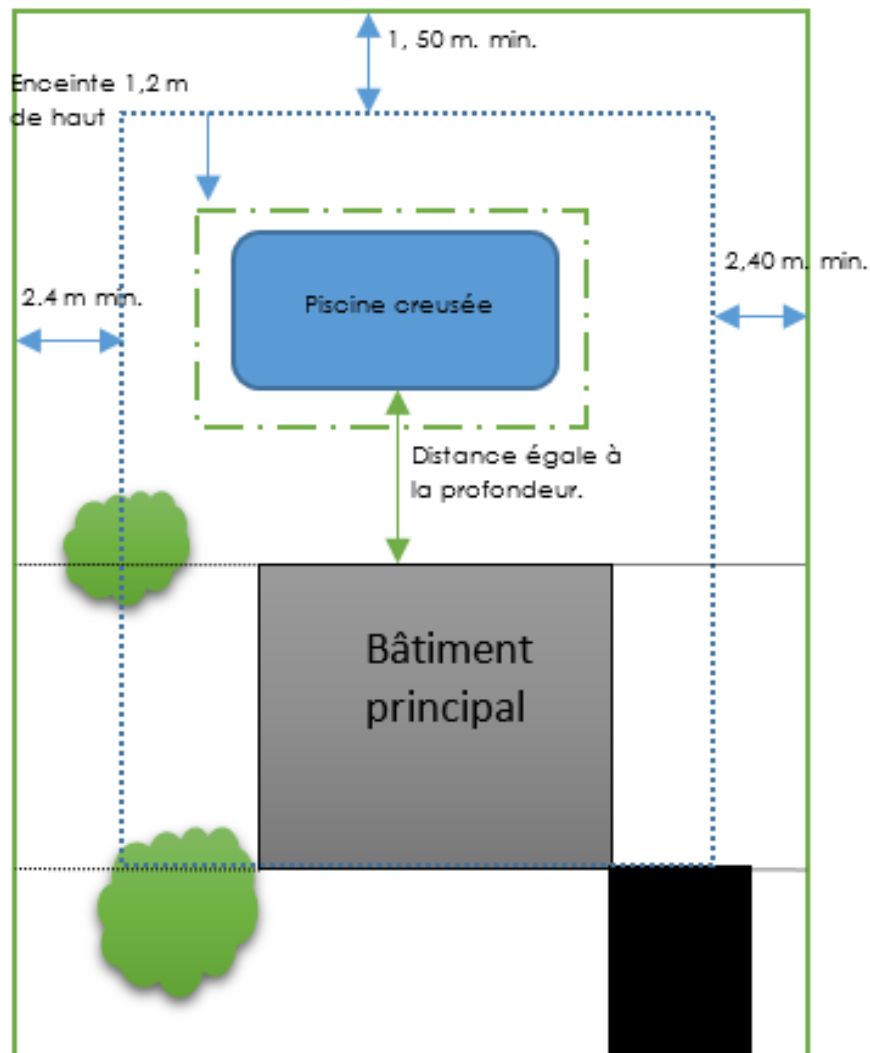 1, 50 m. min.
Enceinte 1,2 m
de haut
2,40 m. min.
2.4 m min.
Piscine creusée
Distance égale à
la profondeur.
Bâtiment
principal